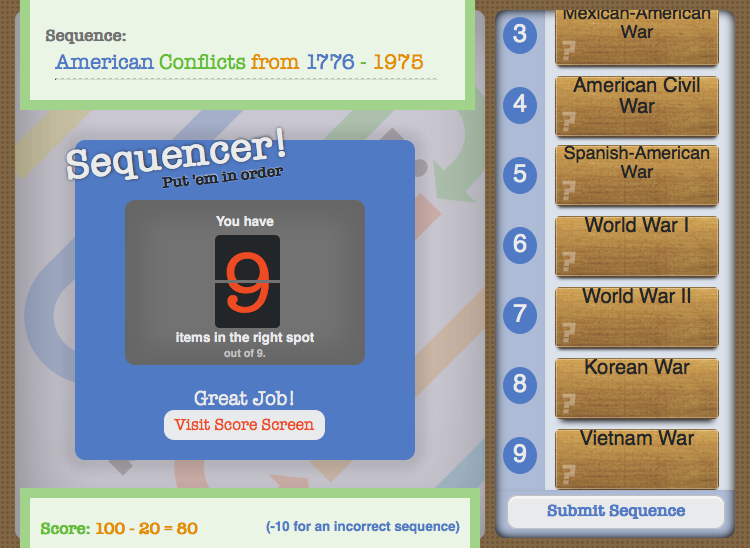 Sequence:
American Conflicts from 1776 - 1975
Sequencer!
Put 'em in order
You have
9
items in the right spot
out of 9.
Great Job!
Visit Score Screen
Score: 100 - 20 = 80
(-10 for an incorrect sequence)
3
Mexican-American
War
4
American Civil
War
5
Spanish-American
War
6
World War I
7
World War II
8
Korean War
9
Vietnam War
Submit Sequence